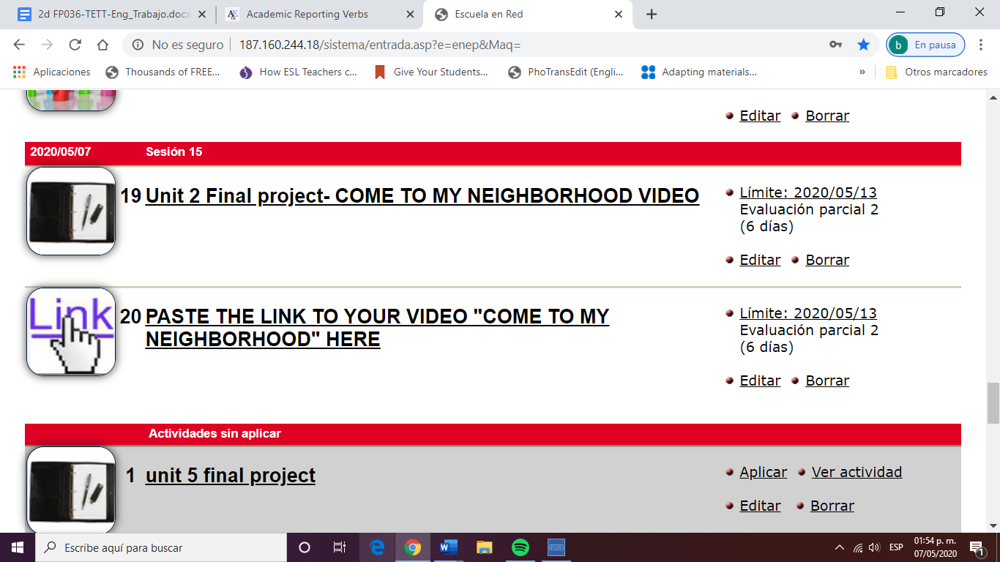 2d FP036-TETT-Eng_Trabajo.docx
Academic Reporting Verbs
Escuela en Red
No es seguro
187.160.244.18/sistema/entrada.asp?e=enep&Maq=
b
En pausa
Aplicaciones
Thousands of FREE...
How ESL Teachers c...
Give Your Students...
PhoTransEdit (Engli...
Adapting materials...
»
Otros marcadores
Editar
Borrar
2020/05/07
Sesión 15
19
Unit 2 Final project- COME TO MY NEIGHBORHOOD VIDEO
Límite: 2020/05/13
Evaluación parcial 2
(6 días)
Editar
Borrar
Link
20
PASTE THE LINK TO YOUR VIDEO "COME TO MY
NEIGHBORHOOD" HERE
Límite: 2020/05/13
Evaluación parcial 2
(6 días)
Editar
Borrar
Actividades sin aplicar
1
unit 5 final project
Aplicar
Ver actividad
Editar
Borrar
Escribe aquí para buscar
PLUS
ESP
01:54 p. m.
07/05/2020
1